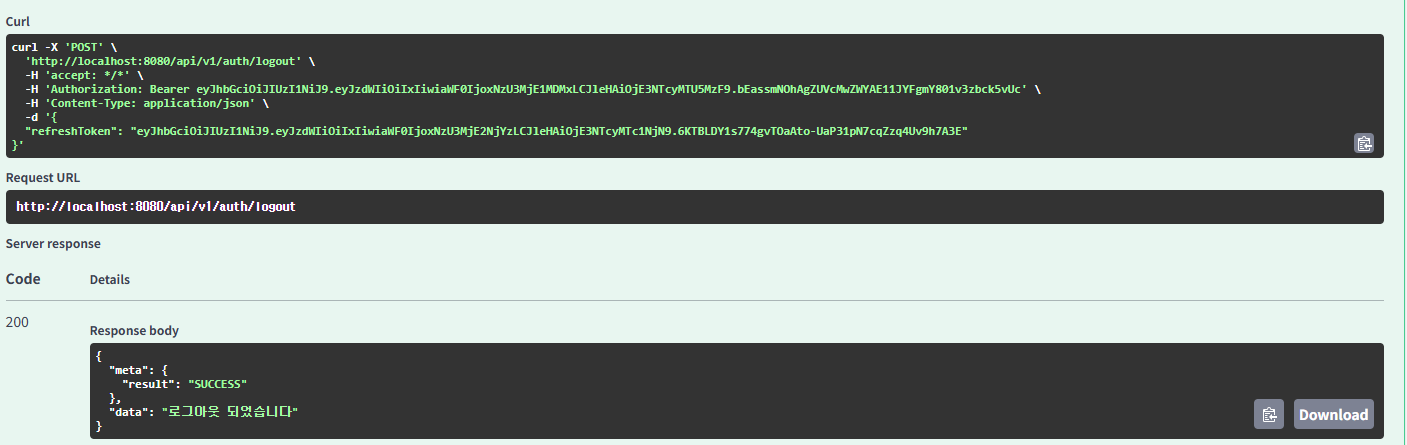 Curl
curl -X 'POST' \
'http://localhost:8080/api/v1/auth/logout' \
-H 'accept: */*' \
-H 'Authorization: Bearer eyJhbGciOiJIUzI1NiJ9.eyJzdWIiOiIxIiwiaWF0IjoxNzU3MjE1MDMxLCJleHAiOjE3NTcyMTU5MzF9.bEassmNOhAgZUVcMwZWYAE11JYFgmY801v3zbck5vUc' \
-H 'Content-Type: application/json' \
-d '{
"refreshToken": "eyJhbGciOiJIUzI1NiJ9.eyJzdWIiOiIxIiwiaWF0IjoxNzU3MjE2NjYzLCJleHAiOjE3NTcyMTc1NjN9.6KTBLDY1s774gvTOaAto-UaP31pN7cqZzq4Uv9h7A3E"
}'
Request URL
http://localhost:8080/api/v1/auth/logout
Server response
Code Details
200
Response body
{
"meta": {
"result": "SUCCESS"
},
"data": "로그아웃 되었습니다"
}
Download